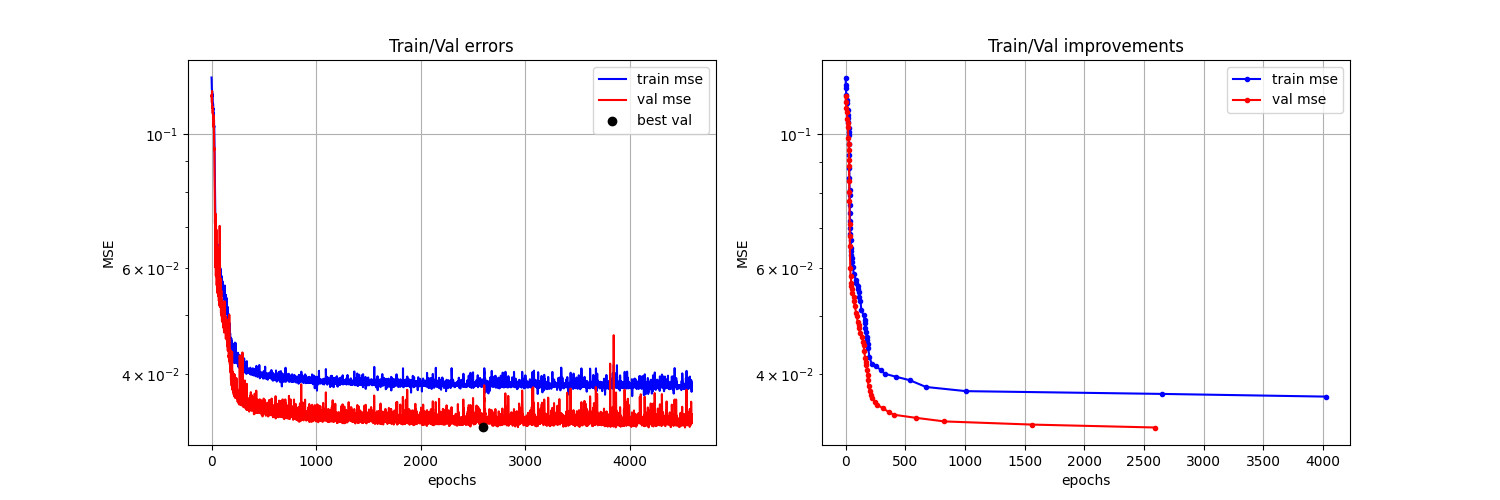 Train/Val errors
train mse
val mse
best val
10⁻¹
6 × 10⁻²
4 × 10⁻²
MSE
0 1000 2000 3000 4000
epochs
Train/Val improvements
train mse
val mse
10⁻¹
6 × 10⁻²
4 × 10⁻²
MSE
0 500 1000 1500 2000 2500 3000 3500 4000
epochs